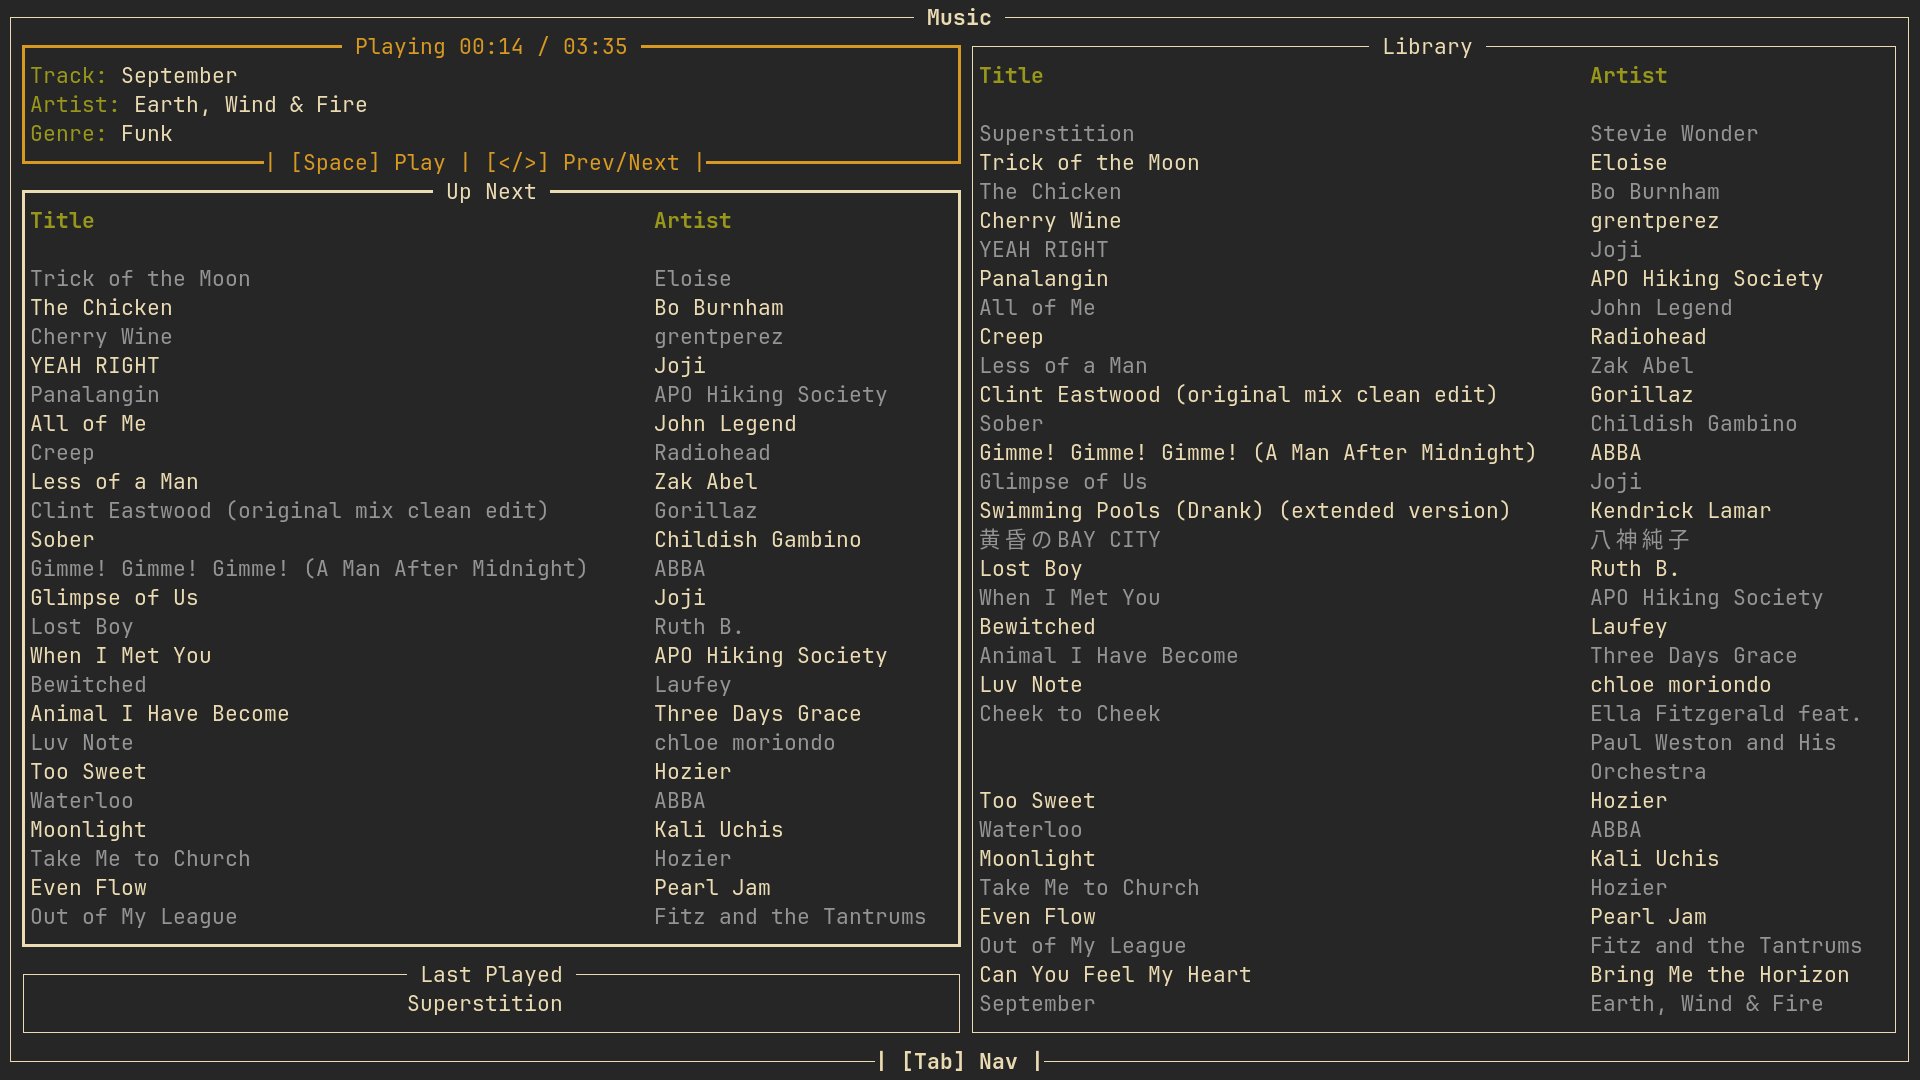 Music
Playing 00:14 / 03:35
Track: September
Artist: Earth, Wind & Fire
Genre: Funk
| [Space] Play | [</>] Prev/Next |
Up Next
Title Artist
Trick of the Moon Eloise
The Chicken Bo Burnham
Cherry Wine grentperez
YEAH RIGHT Joji
Panalangin APO Hiking Society
All of Me John Legend
Creep Radiohead
Less of a Man Zak Abel
Clint Eastwood (original mix clean edit) Gorillaz
Sober Childish Gambino
Gimme! Gimme! Gimme! (A Man After Midnight) ABBA
Glimpse of Us Joji
Lost Boy Ruth B.
When I Met You APO Hiking Society
Bewitched Laufey
Animal I Have Become Three Days Grace
Luv Note chloe moriondo
Too Sweet Hozier
Waterloo ABBA
Moonlight Kali Uchis
Take Me to Church Hozier
Even Flow Pearl Jam
Out of My League Fitz and the Tantrums
Last Played
Superstition
Library
Title Artist
Superstition Stevie Wonder
Trick of the Moon Eloise
The Chicken Bo Burnham
Cherry Wine grentperez
YEAH RIGHT Joji
Panalangin APO Hiking Society
All of Me John Legend
Creep Radiohead
Less of a Man Zak Abel
Clint Eastwood (original mix clean edit) Gorillaz
Sober Childish Gambino
Gimme! Gimme! Gimme! (A Man After Midnight) ABBA
Glimpse of Us Joji
Swimming Pools (Drank) (extended version) Kendrick Lamar
黄昏のBAY CITY 八神純子
Lost Boy Ruth B.
When I Met You APO Hiking Society
Bewitched Laufey
Animal I Have Become Three Days Grace
Luv Note chloe moriondo
Cheek to Cheek Ella Fitzgerald feat.
Paul Weston and His
Orchestra
Too Sweet Hozier
Waterloo ABBA
Moonlight Kali Uchis
Take Me to Church Hozier
Even Flow Pearl Jam
Out of My League Fitz and the Tantrums
Can You Feel My Heart Bring Me the Horizon
September Earth, Wind & Fire
| [Tab] Nav |